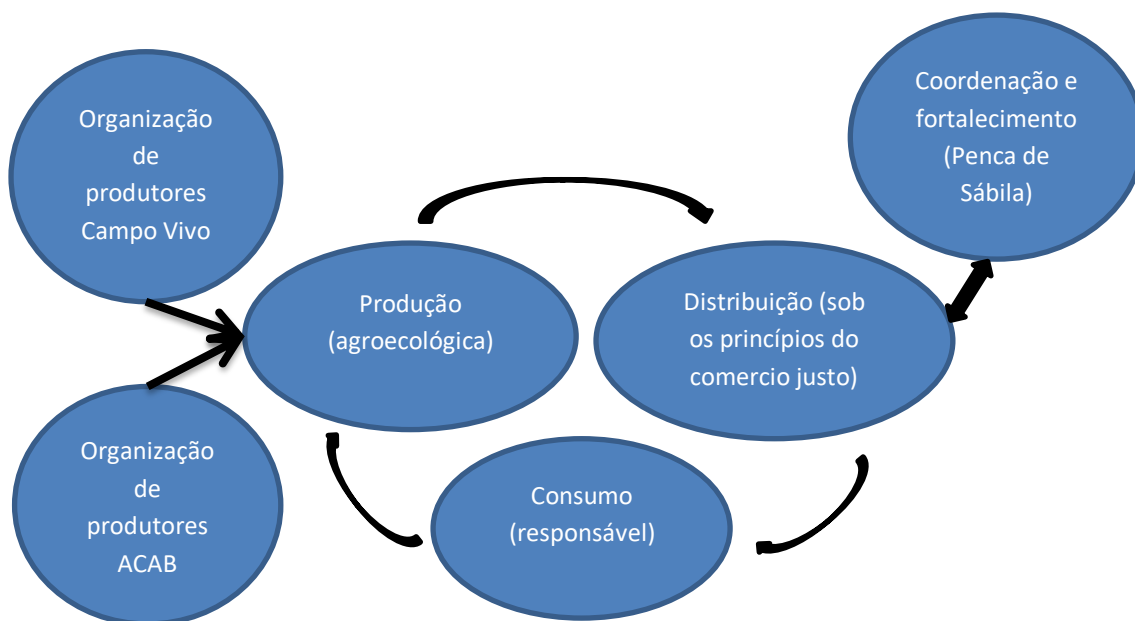 Organização
de
produtores
Campo Vivo
Coordenação e
fortalecimento
(Penca de
Sábila)
Produção
(agroecológica)
Distribuição (sob
os princípios do
comercio justo)
Organização
de
produtores
ACAB
Consumo
(responsável)